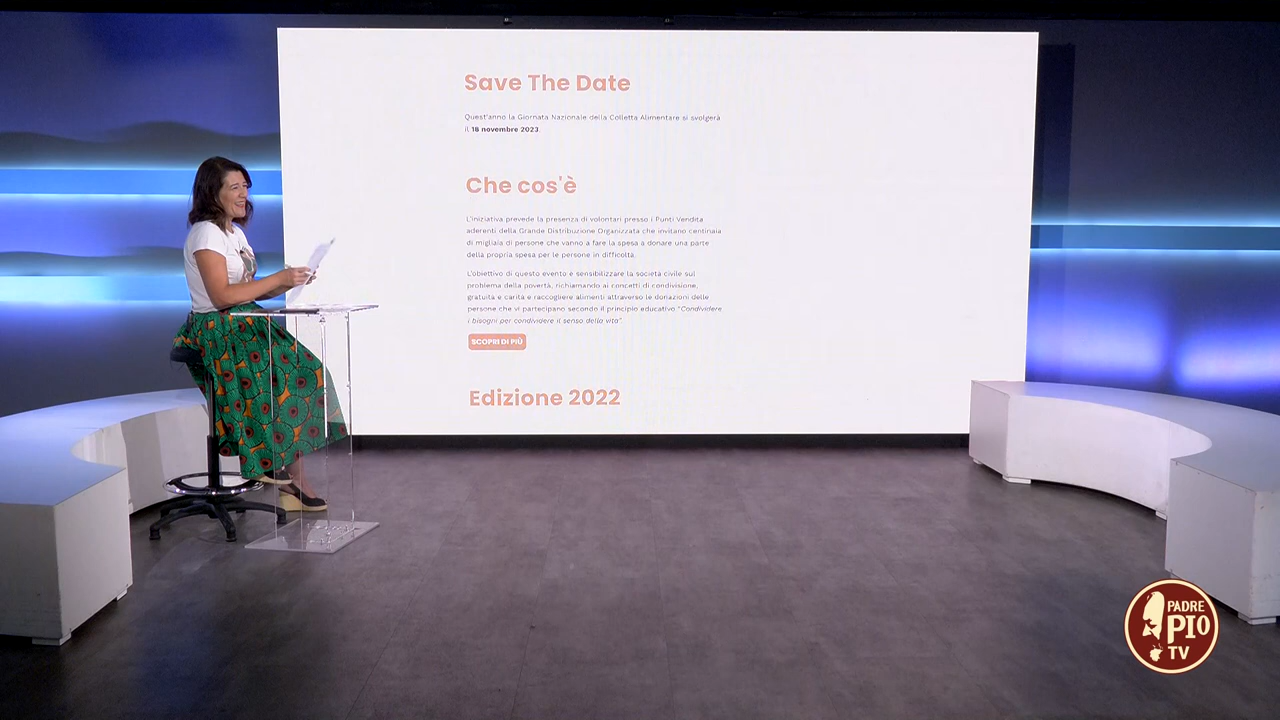 Save The Date
Quest'anno la Giornata Nazionale della Colletta Alimentare si svolgerà
il 18 novembre 2023.
Che cos'è
L'iniziativa prevede la presenza di volontari presso i Punti Vendita
aderenti della Grande Distribuzione Organizzata che invitano centinaia
di migliaia di persone che vanno a fare la spesa a donare una parte
della propria spesa per le persone in difficoltà.
L'obiettivo di questo evento è sensibilizzare la società civile sul
problema della povertà, richiamando ai concetti di condivisione,
gratuità e carità e raccogliere alimenti attraverso le donazioni delle
persone che vi partecipano secondo il principio educativo "Condividere
i bisogni per condividere il senso della vita".
SCOPRI DI PIÙ
Edizione 2022
PADRE
PIO
TV